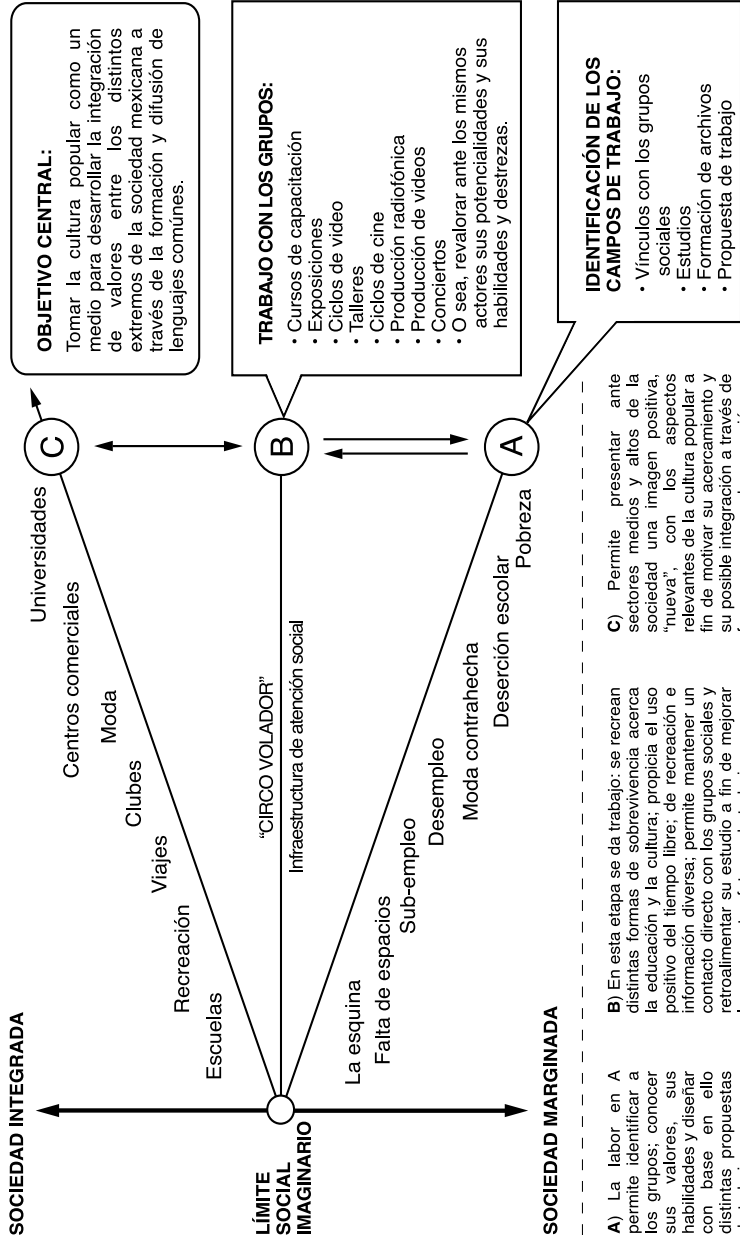 SOCIEDAD INTEGRADA
Escuelas
Recreación
Viajes
Clubes
Moda
Centros comerciales
Universidades
C
OBJETIVO CENTRAL:
Tomar la cultura popular como un
medio para desarrollar la integración
de valores entre los distintos
extremos de la sociedad mexicana a
través de la formación y difusión de
lenguajes comúnes.
LÍMITE
SOCIAL
IMAGINARIO
“CIRCO VOLADOR”
Infraestructura de atención social
B
TRABAJO CON LOS GRUPOS:
• Cursos de capacitación
• Exposiciones
• Ciclos de video
• Talleres
• Ciclos de cine
• Producción radiofónica
• Producción de videos
• Conciertos
• O sea, revalorar ante los mismos
actores sus potencialidades y sus
habilidades y destrezas.
SOCIEDAD MARGINADA
La esquina
Falta de espacios
Sub-empleo
Desempleo
Moda contrahecha
Deserción escolar
Pobreza
A
IDENTIFICACIÓN DE LOS
CAMPOS DE TRABAJO:
• Vínculos con los grupos
sociales
• Estudios
• Formación de archivos
• Propuesta de trabajo
A) La labor en A
permite identificar a
los grupos; conocer
sus valores, sus
habilidades y diseñar
con base en ello
distintas propuestas
B) En esta etapa se da trabajo: se recrean
distintas formas de sobrevivencia acerca
la educación y la cultura; propicia el uso
positivo del tiempo libre; de recreación e
información diversa; permite mantener un
contacto directo con los grupos sociales y
retroalimentar su estudio a fin de mejorar
C) Permite presentar ante
sectores medios y altos de la
sociedad una imagen positiva,
“nueva”, con los aspectos
relevantes de la cultura popular a
fin de motivar su acercamiento y
su posible integración a través de